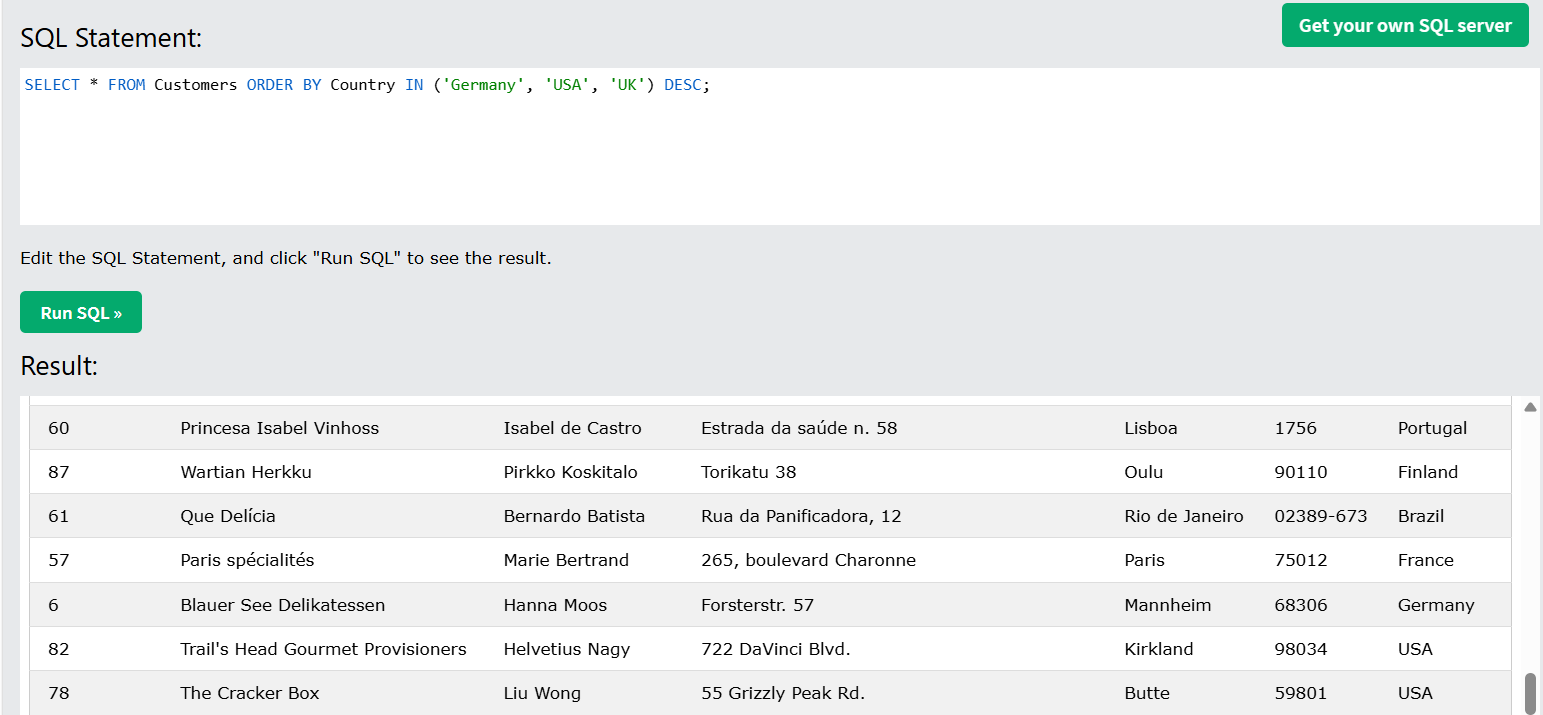 SQL Statement:
Get your own SQL server
SELECT * FROM Customers ORDER BY Country IN ('Germany', 'USA', 'UK') DESC;
Edit the SQL Statement, and click "Run SQL" to see the result.
Run SQL »
Result:
60 Princesa Isabel Vinhoss Isabel de Castro Estrada da saúde n. 58 Lisboa 1756 Portugal
87 Wartian Herkku Pirkko Koskitalo Torikatu 38 Oulu 90110 Finland
61 Que Delícia Bernardo Batista Rua da Panificadora, 12 Rio de Janeiro 02389-673 Brazil
57 Paris spécialités Marie Bertrand 265, boulevard Charonne Paris 75012 France
6 Blauer See Delikatessen Hanna Moos Forsterstr. 57 Mannheim 68306 Germany
82 Trail's Head Gourmet Provisioners Helvetius Nagy 722 DaVinci Blvd. Kirkland 98034 USA
78 The Cracker Box Liu Wong 55 Grizzly Peak Rd. Butte 59801 USA